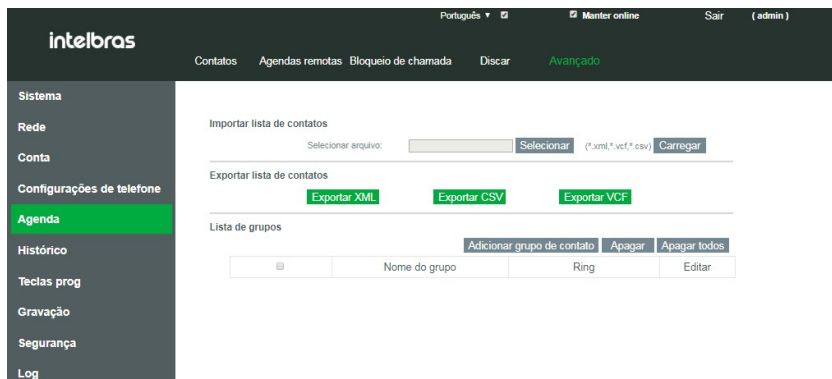 Português ▼ Manter online Sair ( admin )
intelbras
Contatos Agendas remotas Bloqueio de chamada Discar Avançado
Sistema
Rede
Conta
Configurações de telefone
Agenda
Histórico
Teclas prog
Gravação
Segurança
Log
Importar lista de contatos
Selecionar arquivo: Selecionar (*.xml,*.vcf,*.csv) Carregar
Exportar lista de contatos
Exportar XML Exportar CSV Exportar VCF
Lista de grupos
Adicionar grupo de contato Apagar Apagar todos
Nome do grupo Ring Editar